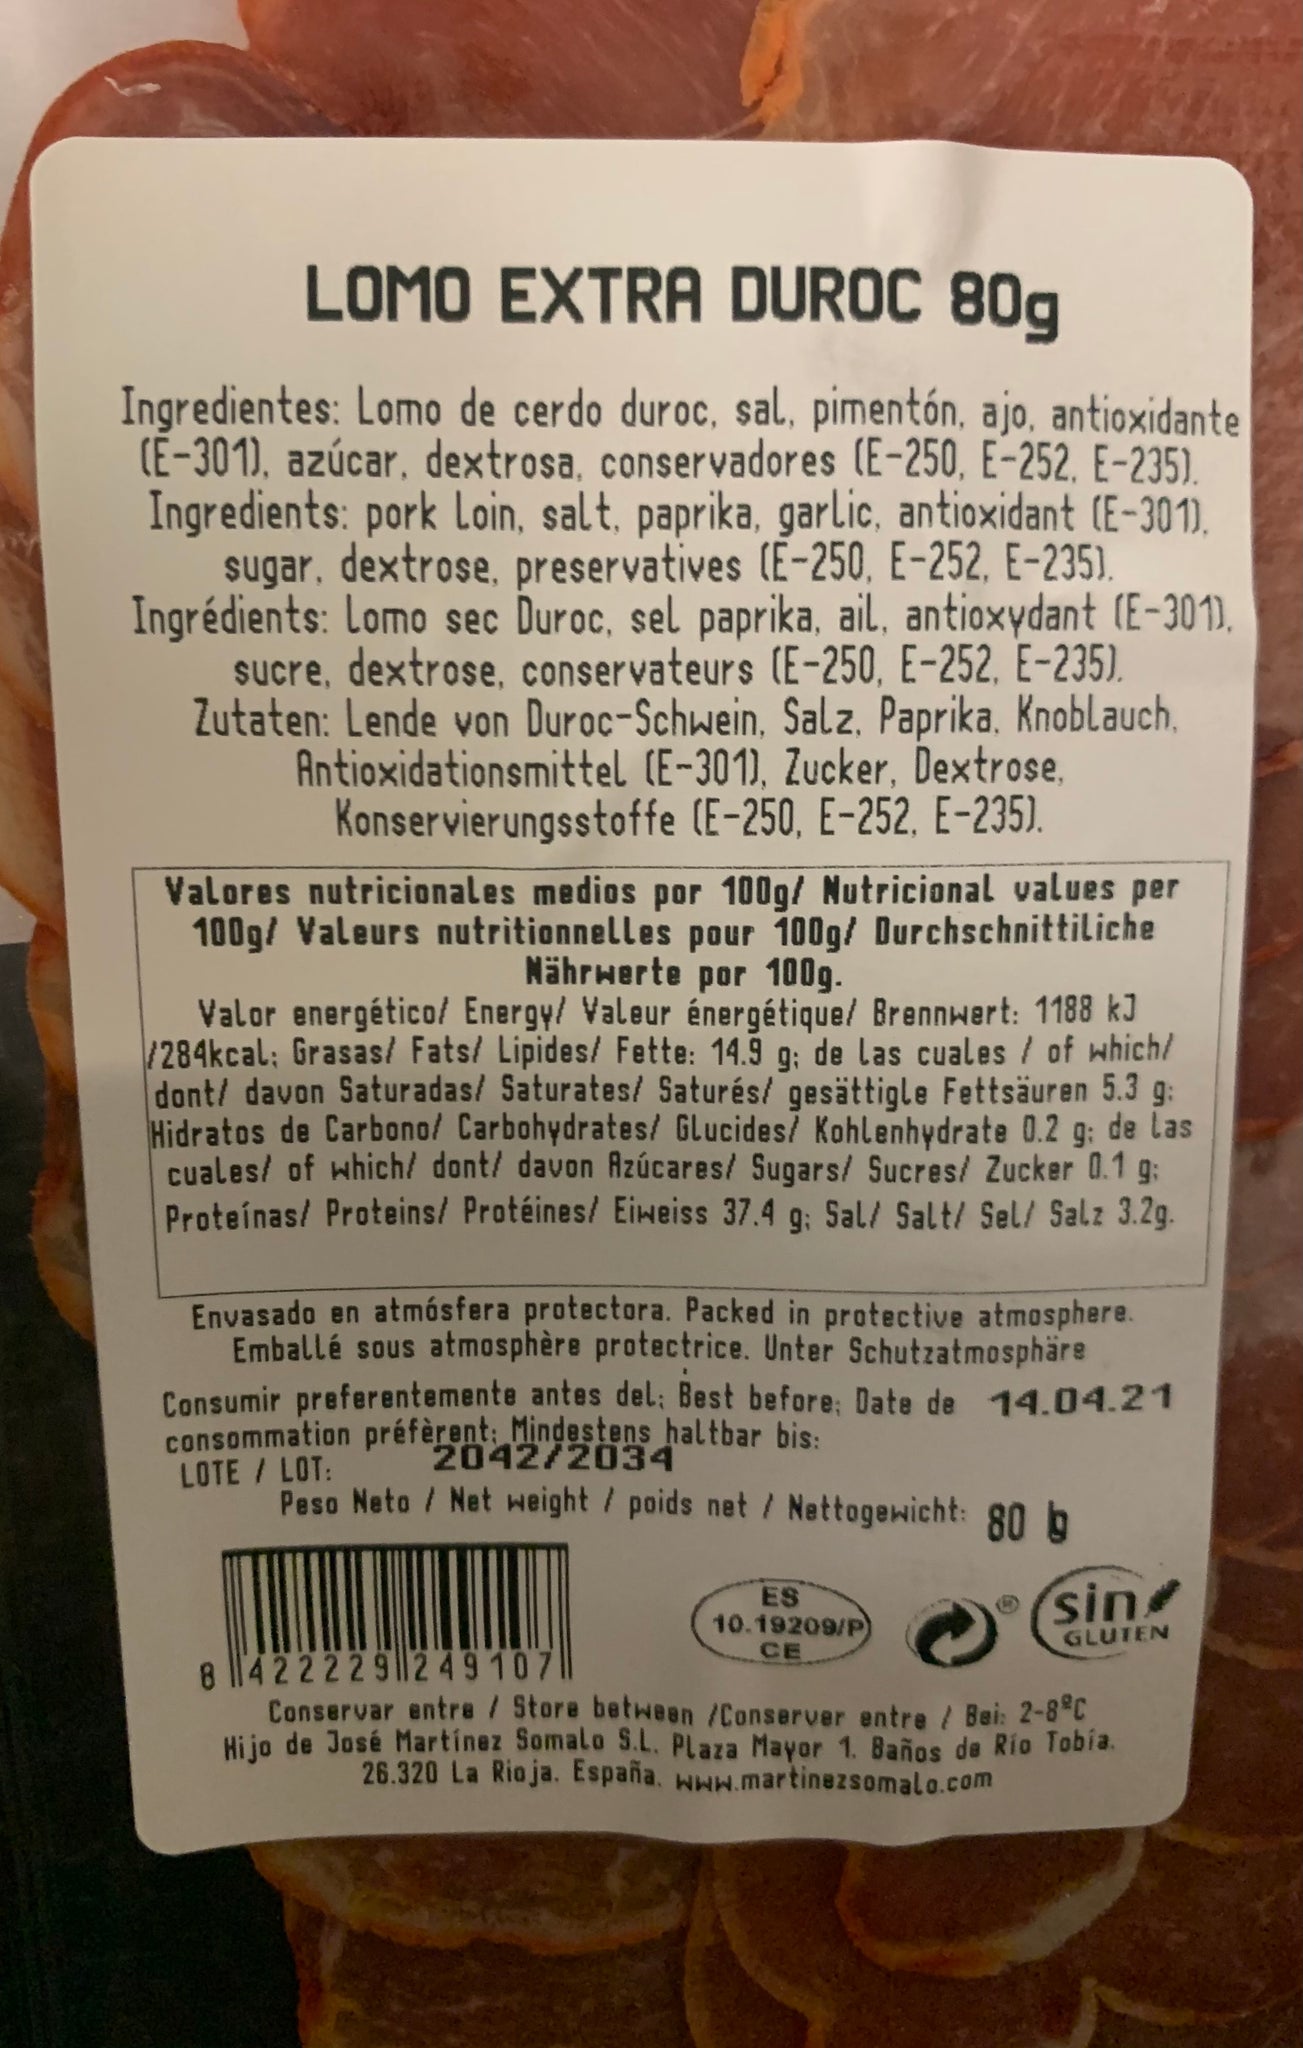 LOMO EXTRA DUROC 80g
Ingredientes: Lomo de cerdo duroc, sal, pimentón, ajo, antioxidante
(E-301), azúcar, dextrosa, conservadores (E-250, E-252, E-235).
Ingredients: pork loin, salt, paprika, garlic, antioxidant (E-301),
sugar, dextrose, preservatives (E-250, E-252, E-235).
Ingrédients: Lomo sec Duroc, sel paprika, ail, antioxydant (E-301),
sucre, dextrose, conservateurs (E-250, E-252, E-235).
Zutaten: Lende von Duroc-Schwein, Salz, Paprika, Knoblauch,
Antioxidationsmittel (E-301), Zucker, Dextrose,
Konservierungsstoffe (E-250, E-252, E-235).
Valores nutricionales medios por 100g/ Nutricional values per
100g/ Valeurs nutritionnelles pour 100g/ Durchschnittiliche
Nährwerte por 100g.
Valor energético/ Energy/ Valeur énergétique/ Brennwert: 1188 kJ
/284kcal; Grasas/ Fats/ Lipides/ Fette: 14.9 g; de las cuales / of which/
dont/ davon Saturadas/ Saturates/ Saturés/ gesättigle Fettsäuren 5.3 g;
Hidratos de Carbono/ Carbohydrates/ Glucides/ Kohlenhydrate 0.2 g; de las
cuales/ of which/ dont/ davon Azúcares/ Sugars/ Sucres/ Zucker 0.1 g;
Proteínas/ Proteins/ Protéines/ Eiweiss 37.4 g; Sal/ Salt/ Sel/ Salz 3.2g.
Envasado en atmósfera protectora. Packed in protective atmosphere.
Emballé sous atmosphère protectrice. Unter Schutzatmosphäre
Consumir preferentemente antes del; Best before; Date de 14.04.21
consommation préfèrent; Mindestens haltbar bis:
LOTE / LOT: 2042/2034
Peso Neto / Net weight / poids net / Nettogewicht: 80 g
8 422229 249107
ES
10.19209/P
CE
®
sin
GLUTEN
Conservar entre / Store between /Conserver entre / Bei: 2-8ºC
Hijo de José Martínez Somalo S.L. Plaza Mayor 1. Baños de Río Tobía.
26.320 La Rioja. España. www.martinezsomalo.com